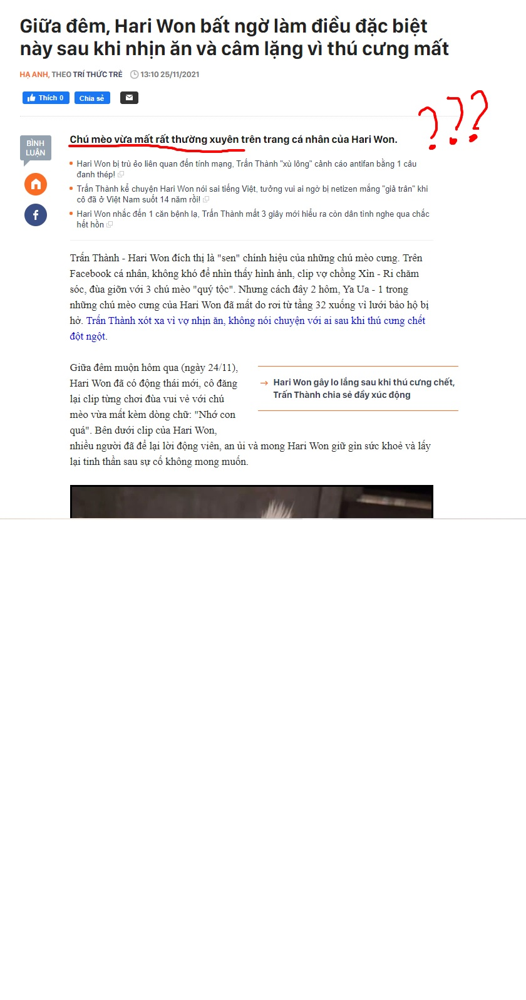 Giữa đêm, Hari Won bất ngờ làm điều đặc biệt
này sau khi nhịn ăn và câm lặng vì thú cưng mất
HẠ ANH, THEO TRÍ THỨC TRẺ 13:10 25/11/2021
Thích 0 Chia sẻ
???
BÌNH
LUẬN
Chú mèo vừa mất rất thường xuyên trên trang cá nhân của Hari Won.
Hari Won bị trù ẻo liên quan đến tính mạng, Trấn Thành "xù lông" cảnh cáo antifan bằng 1 câu
đanh thép!
Trấn Thành kể chuyện Hari Won nói sai tiếng Việt, tưởng vui ai ngờ bị netizen mắng "giả trân" khi
cô đã ở Việt Nam suốt 14 năm rồi!
Hari Won nhắc đến 1 căn bệnh lạ, Trấn Thành mất 3 giây mới hiểu ra còn dân tình nghe qua chắc
hết hồn
Trấn Thành - Hari Won đích thị là "sen" chính hiệu của những chú mèo cưng. Trên
Facebook cá nhân, không khó để nhìn thấy hình ảnh, clip vợ chồng Xìn - Ri chăm
sóc, đùa giỡn với 3 chú mèo "quý tộc". Nhưng cách đây 2 hôm, Ya Ua - 1 trong
những chú mèo cưng của Hari Won đã mất do rơi từ tầng 32 xuống vì lưới bảo hộ bị
hở. Trấn Thành xót xa vì vợ nhịn ăn, không nói chuyện với ai sau khi thú cưng chết
đột ngột.
Giữa đêm muộn hôm qua (ngày 24/11),
Hari Won đã có động thái mới, cô đăng
lại clip từng chơi đùa vui vẻ với chú
mèo vừa mất kèm dòng chữ: "Nhớ con
quá". Bên dưới clip của Hari Won,
nhiều người đã để lại lời động viên, an ủi và mong Hari Won giữ gìn sức khoẻ và lấy
lại tinh thần sau sự cố không mong muốn.
→ Hari Won gây lo lắng sau khi thú cưng chết,
Trấn Thành chia sẻ đầy xúc động